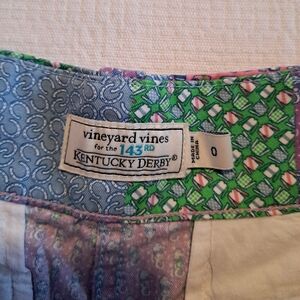 vineyard vines
for the 143RD
KENTUCKY DERBY®
MADE IN
CHINA
0